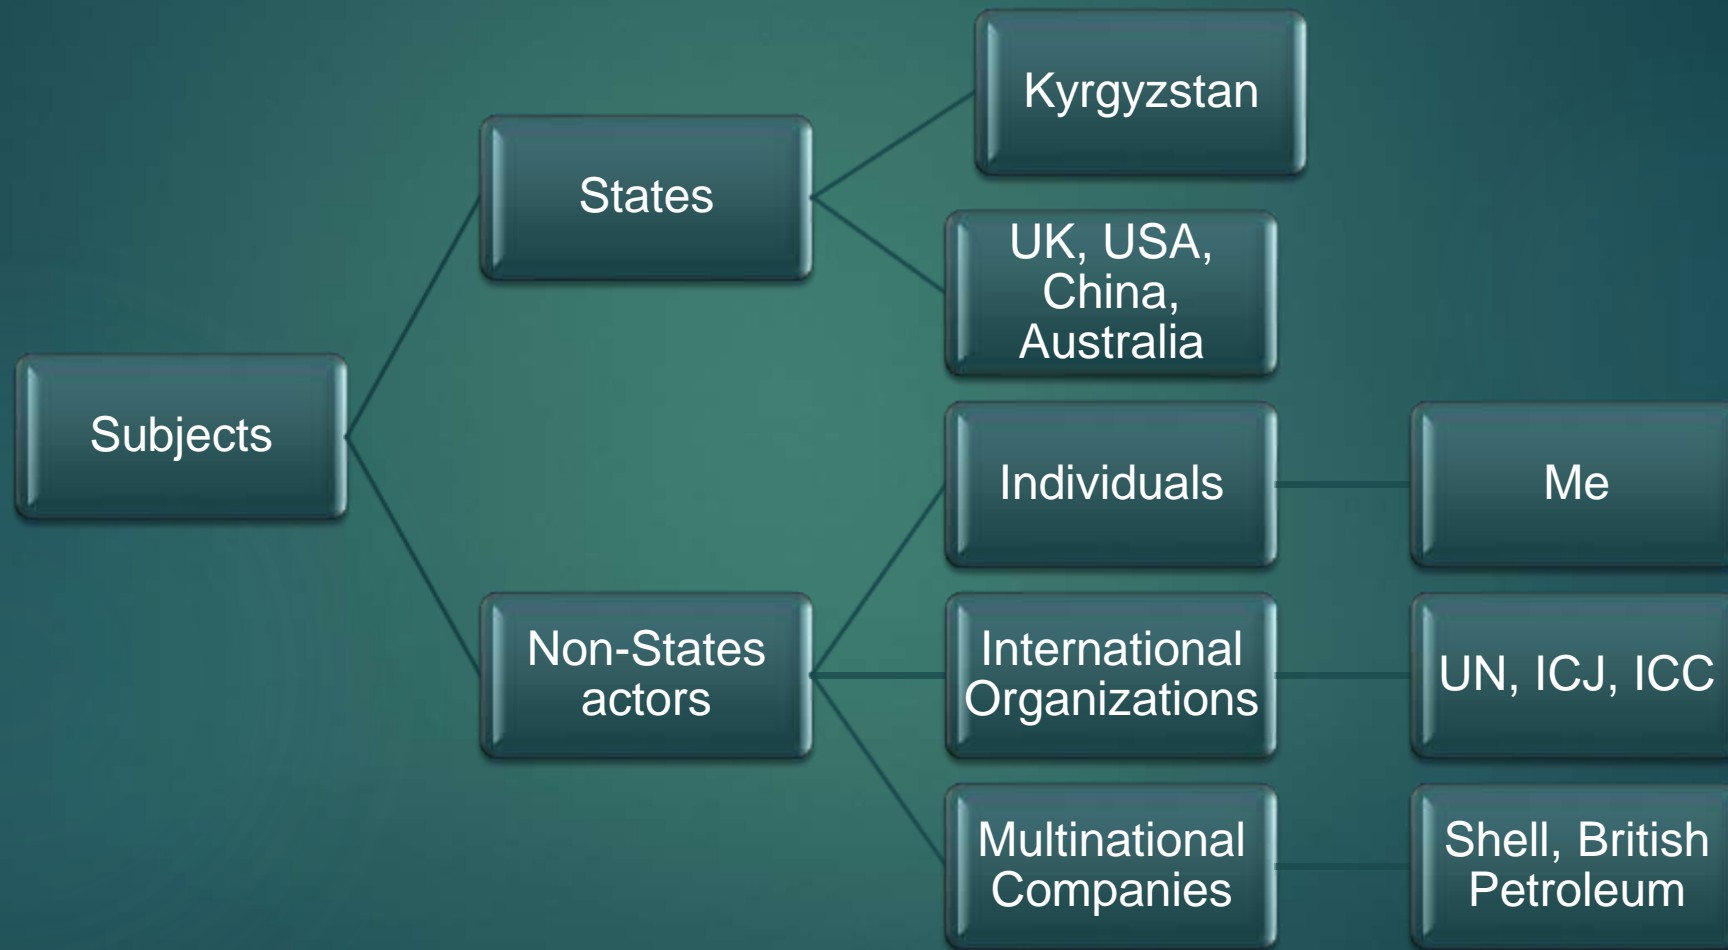 Subjects
States
Kyrgyzstan
UK, USA,
China,
Australia
Non-States
actors
Individuals
Me
International
Organizations
UN, ICJ, ICC
Multinational
Companies
Shell, British
Petroleum